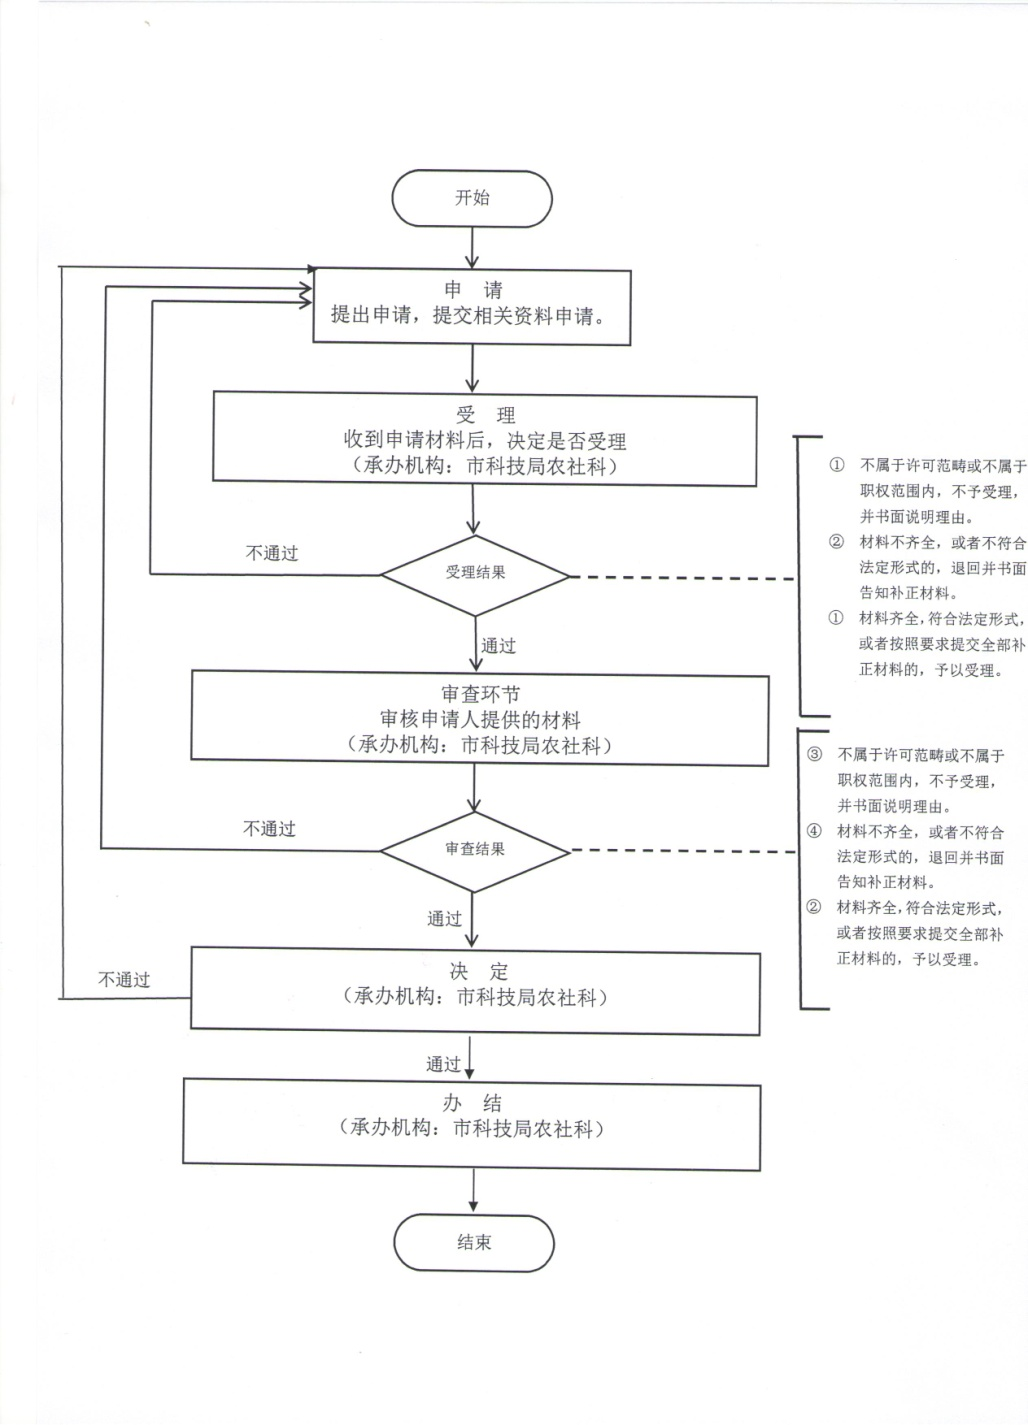 开始
申 请
提出申请，提交相关资料申请。
受 理
收到申请材料后，决定是否受理
（承办机构：市科技局农社科）
不通过
受理结果
通过
① 不属于许可范畴或不属于
职权范围内，不予受理，
并书面说明理由。
② 材料不齐全，或者不符合
法定形式的，退回并书面
告知补正材料。
① 材料齐全，符合法定形式，
或者按照要求提交全部补
正材料的，予以受理。
审查环节
审核申请人提供的材料
（承办机构：市科技局农社科）
不通过
审查结果
通过
③ 不属于许可范畴或不属于
职权范围内，不予受理，
并书面说明理由。
④ 材料不齐全，或者不符合
法定形式的，退回并书面
告知补正材料。
② 材料齐全，符合法定形式，
或者按照要求提交全部补
正材料的，予以受理。
决 定
（承办机构：市科技局农社科）
不通过
通过
办 结
（承办机构：市科技局农社科）
结束